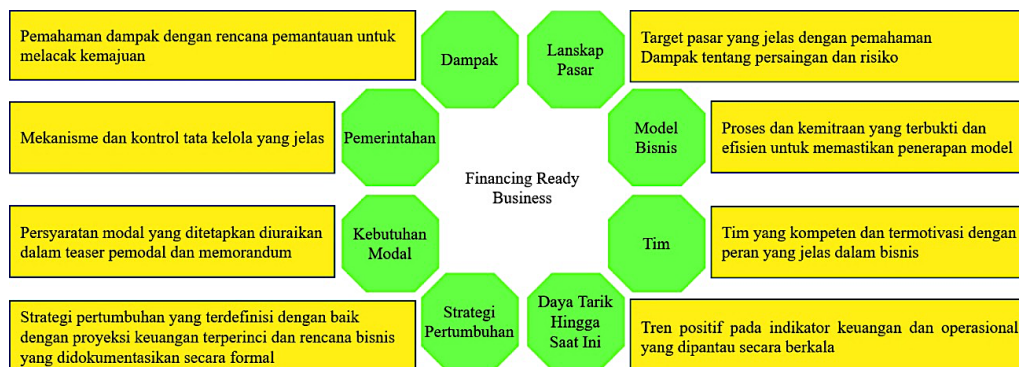 Pemahaman dampak dengan rencana pemantauan untuk
melacak kemajuan
Dampak
Lanskap
Pasar
Target pasar yang jelas dengan pemahaman
Dampak tentang persaingan dan risiko
Mekanisme dan kontrol tata kelola yang jelas
Pemerintahan
Model
Bisnis
Proses dan kemitraan yang terbukti dan
efisien untuk memastikan penerapan model
Financing Ready
Business
Persyaratan modal yang ditetapkan diuraikan
dalam teaser pemodal dan memorandum
Kebutuhan
Modal
Tim
Tim yang kompeten dan termotivasi dengan
peran yang jelas dalam bisnis
Strategi pertumbuhan yang terdefinisi dengan baik
dengan proyeksi keuangan terperinci dan rencana bisnis
yang didokumentasikan secara formal
Strategi
Pertumbuhan
Daya Tarik
Hingga
Saat Ini
Tren positif pada indikator keuangan dan operasional
yang dipantau secara berkala